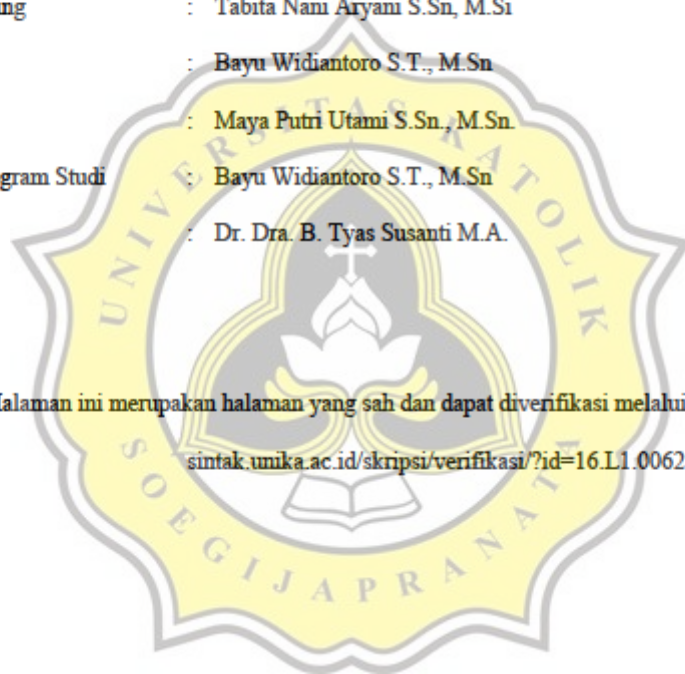 ing : Tabita Nani Aryani S.Sn, M.Si
: Bayu Widiantoro S.T., M.Sn
: Maya Putri Utami S.Sn., M.Sn.
gram Studi : Bayu Widiantoro S.T., M.Sn
: Dr. Dra. B. Tyas Susanti M.A.
alaman ini merupakan halaman yang sah dan dapat diverifikasi melalui
sintak.unika.ac.id/skripsi/verifikasi/?id=16.L1.0062
UNIVERSITAS KATOLIK
SOEGIJAPRANATA